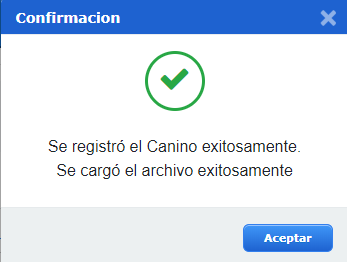 Confirmacion
Se registró el Canino exitosamente.
Se cargó el archivo exitosamente
Aceptar